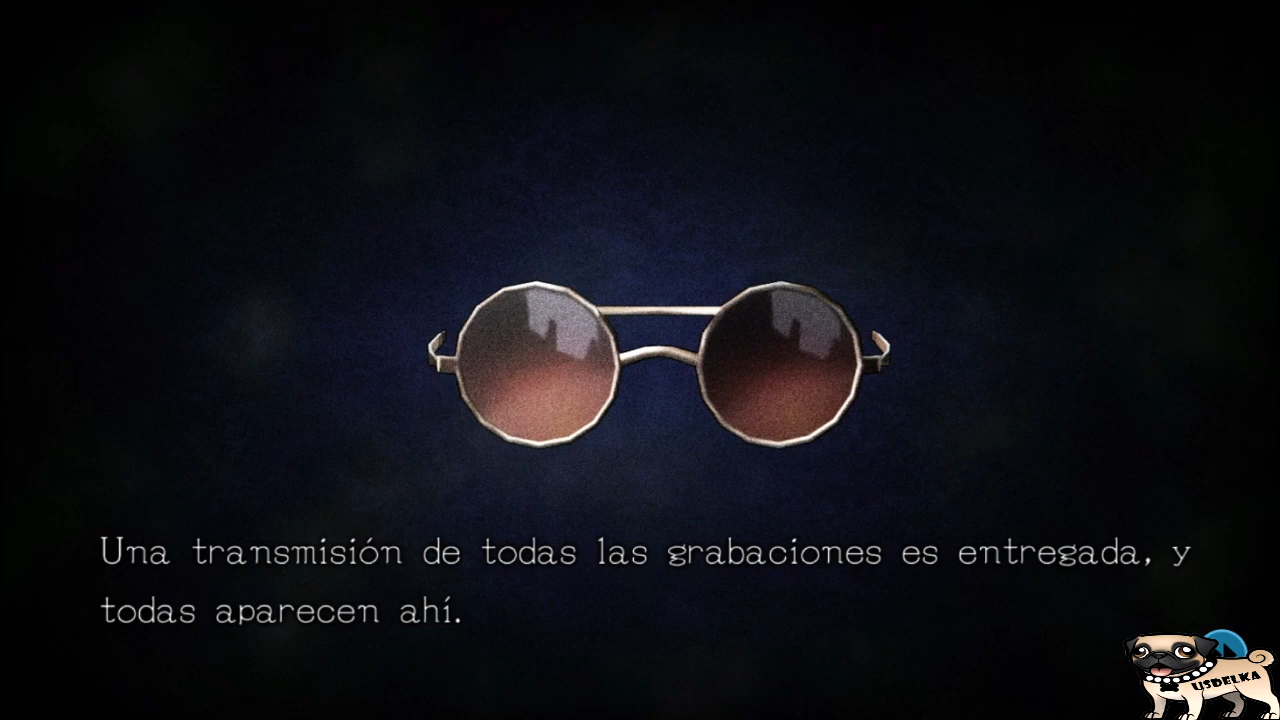 Una transmisión de todas las grabaciones es entregada, y
todas aparecen ahí.
USDELKA